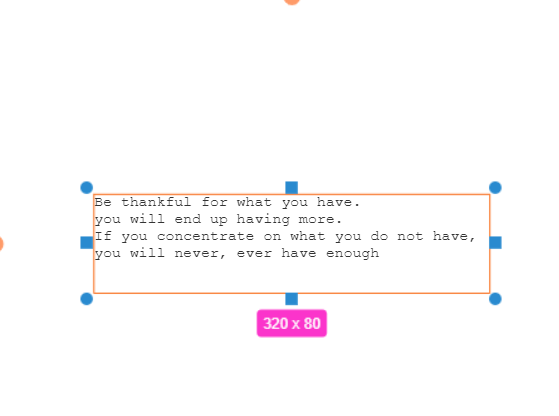 Be thankful for what you have.
you will end up having more.
If you concentrate on what you do not have,
you will never, ever have enough
320 x 80